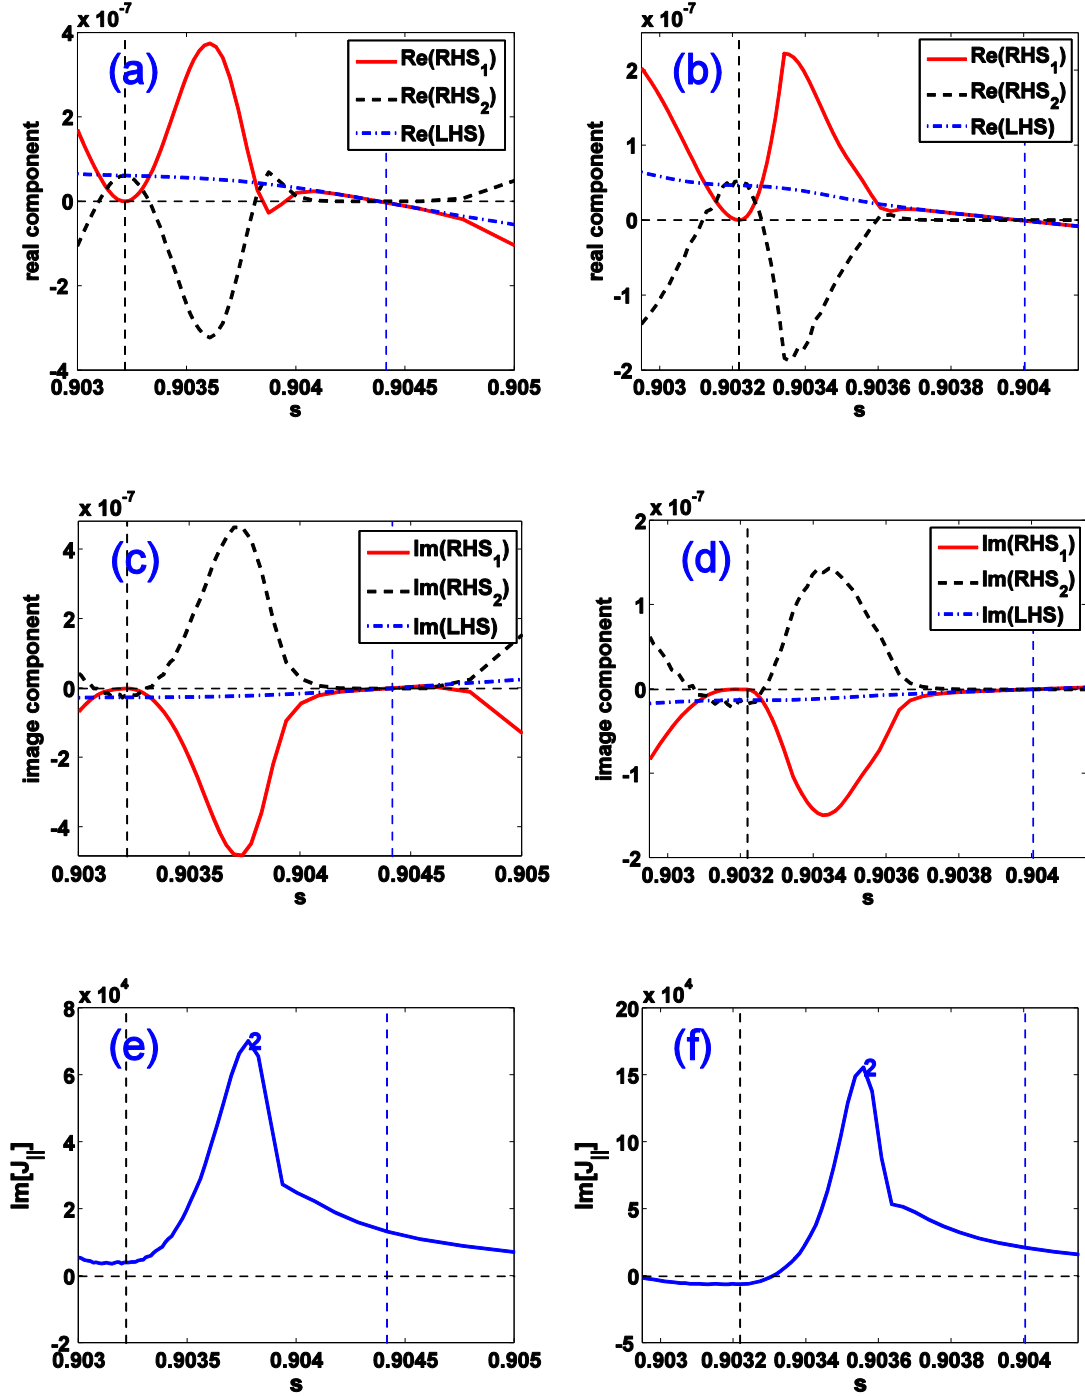 x 10⁻⁷
(a)
Re(RHS₁)
Re(RHS₂)
Re(LHS)
real component
4
2
0
-2
-4
0.903
0.9035
0.904
0.9045
0.905
s
x 10⁻⁷
(b)
Re(RHS₁)
Re(RHS₂)
Re(LHS)
real component
2
1
0
-1
-2
0.903
0.9032
0.9034
0.9036
0.9038
0.904
s
x 10⁻⁷
(c)
Im(RHS₁)
Im(RHS₂)
Im(LHS)
image component
4
2
0
-2
-4
0.903
0.9035
0.904
0.9045
0.905
s
x 10⁻⁷
(d)
Im(RHS₁)
Im(RHS₂)
Im(LHS)
image component
2
1
0
-1
-2
0.903
0.9032
0.9034
0.9036
0.9038
0.904
s
x 10⁴
(e)
2
Im[J||]
8
6
4
2
0
-2
0.903
0.9035
0.904
0.9045
0.905
s
x 10⁴
(f)
2
Im[J||]
20
15
10
5
0
-5
0.903
0.9032
0.9034
0.9036
0.9038
0.904
s